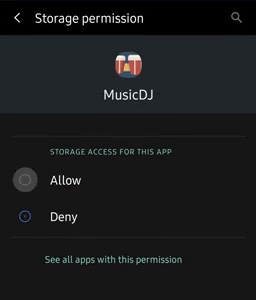 Storage permission
MusicDJ
STORAGE ACCESS FOR THIS APP
Allow
Deny
See all apps with this permission